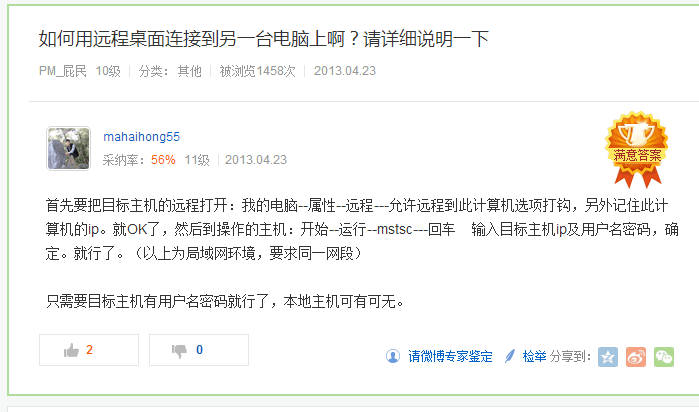 如何用远程桌面连接到另一台电脑上啊？请详细说明一下
PM_屁民 10级 分类：其他 被浏览1458次 2013.04.23
mahaihong55
采纳率：56% 11级 2013.04.23
满意答案
首先要把目标主机的远程打开：我的电脑--属性--远程---允许远程到此计算机选项打钩，另外记住此计
算机的ip。就OK了，然后到操作的主机：开始--运行--mstsc---回车 输入目标主机ip及用户名密码，确
定。就行了。（以上为局域网环境，要求同一网段）
只需要目标主机有用户名密码就行了，本地主机可有可无。
2 0 请微博专家鉴定 检举 分享到：